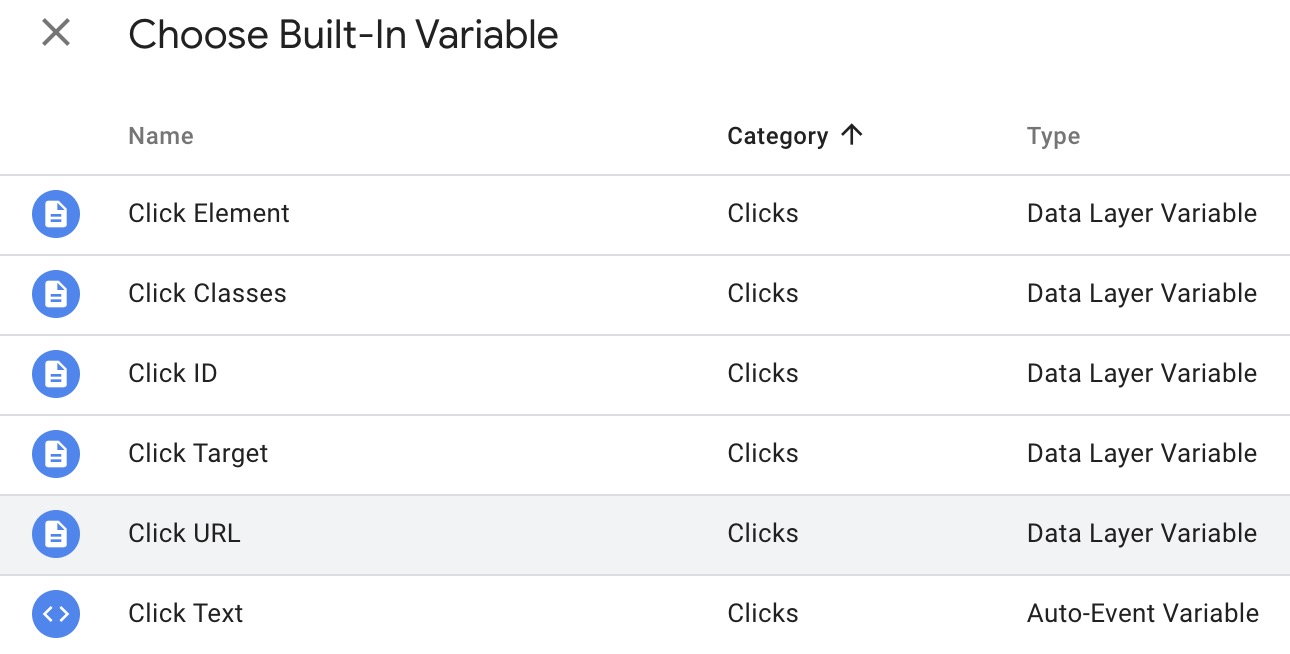 Choose Built-In Variable
Name Category Type
Click Element Clicks Data Layer Variable
Click Classes Clicks Data Layer Variable
Click ID Clicks Data Layer Variable
Click Target Clicks Data Layer Variable
Click URL Clicks Data Layer Variable
Click Text Clicks Auto-Event Variable